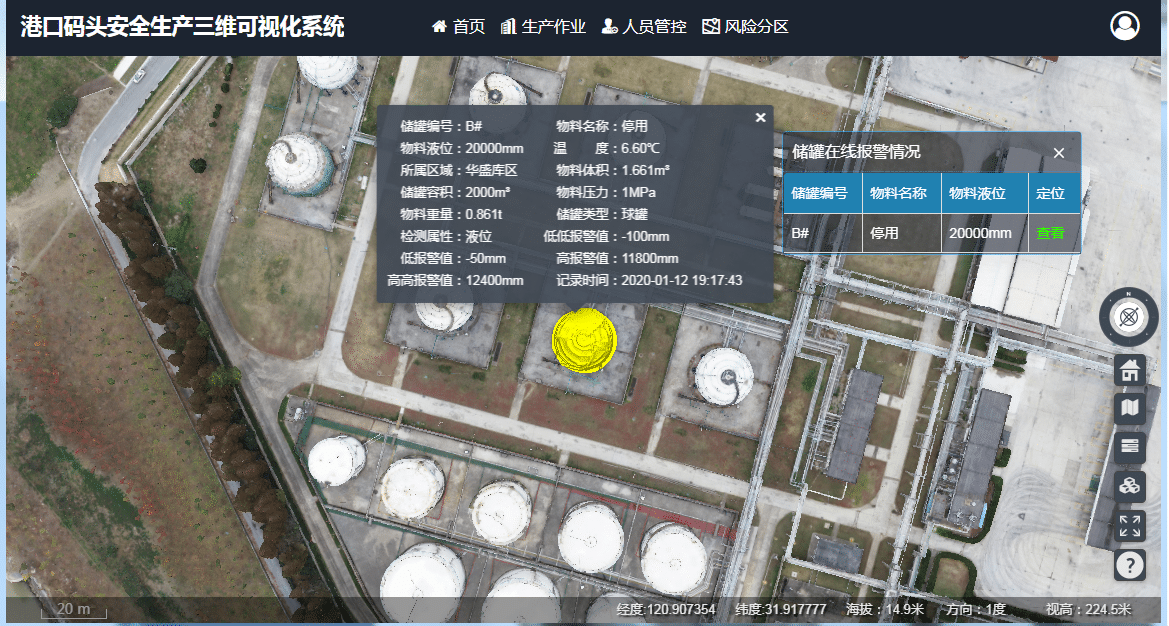 港口码头安全生产三维可视化系统
首页 生产作业 人员管控 风险分区
储罐编号：B# 物料名称：停用
物料液位：20000mm 温 度：6.60℃
所属区域：华盛库区 物料体积：1.661m³
储罐容积：2000m³ 物料压力：1MPa
物料重量：0.861t 储罐类型：球罐
检测属性：液位 低低报警值：-100mm
低报警值：-50mm 高报警值：11800mm
高高报警值：12400mm 记录时间：2020-01-12 19:17:43
储罐在线报警情况
储罐编号 物料名称 物料液位 定位
B# 停用 20000mm 查看
20 m
经度:120.907354 纬度:31.917777 海拔：14.9米 方向：1度 视高：224.5米